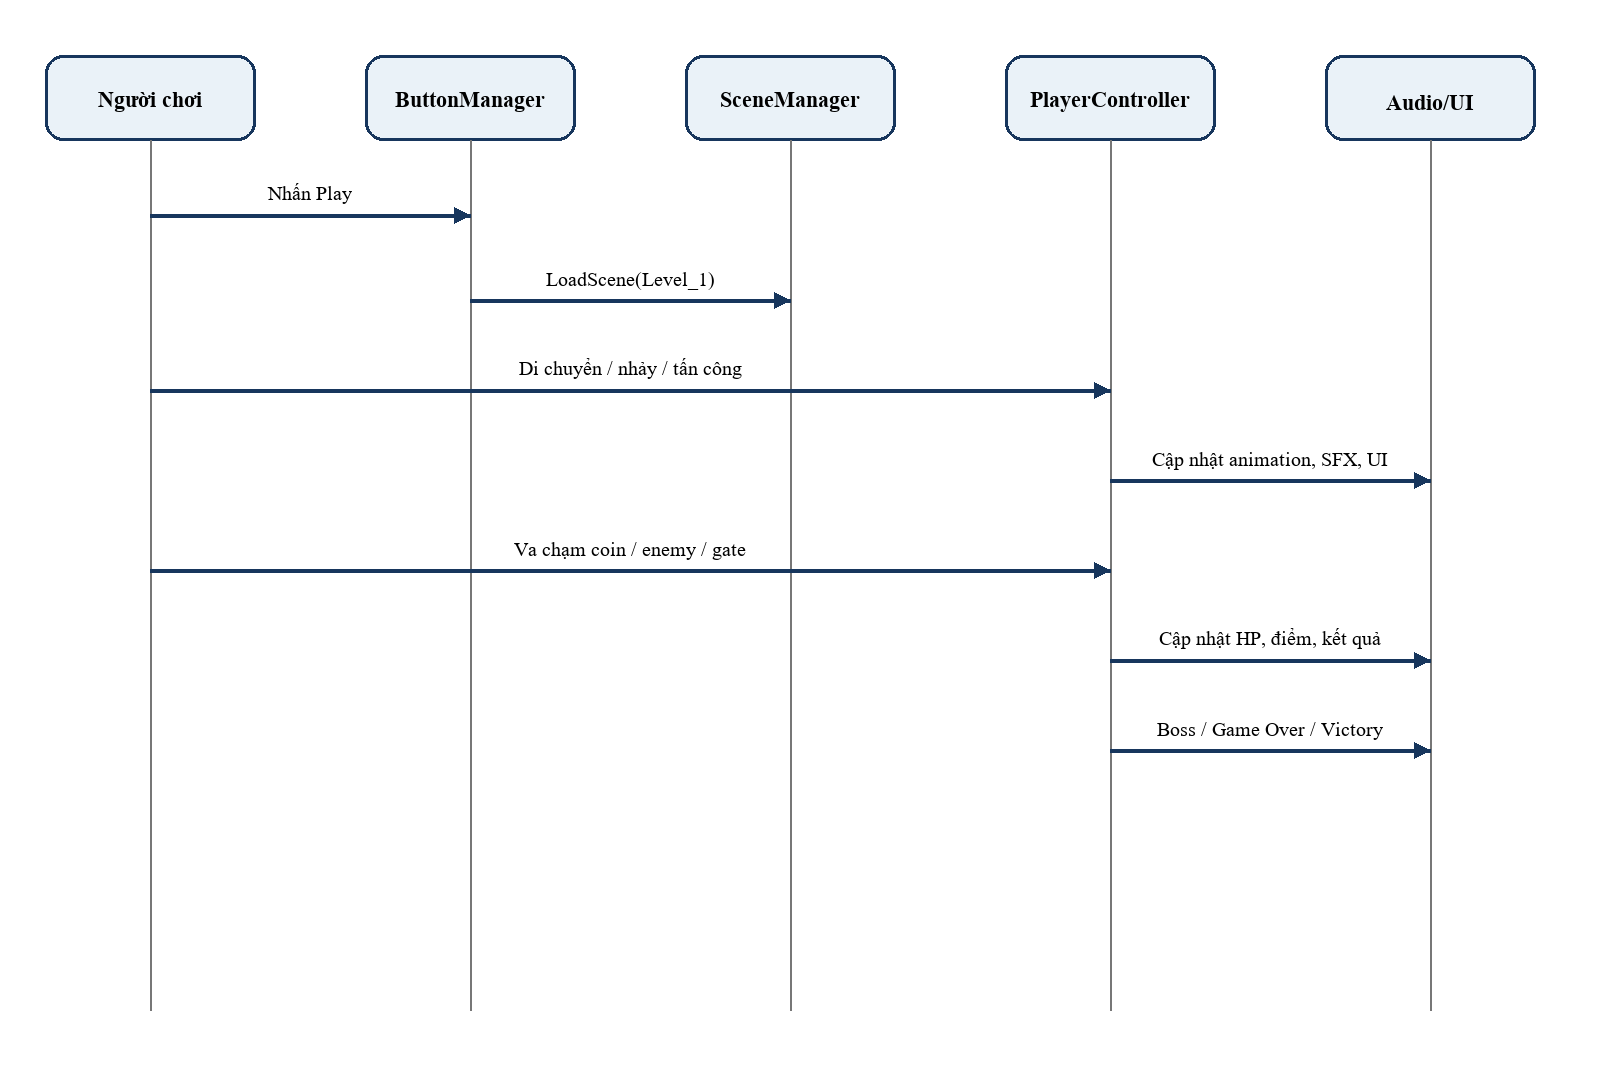 Người chơi
ButtonManager
SceneManager
PlayerController
Audio/UI
Nhấn Play
LoadScene(Level_1)
Di chuyển / nhảy / tấn công
Cập nhật animation, SFX, UI
Va chạm coin / enemy / gate
Cập nhật HP, điểm, kết quả
Boss / Game Over / Victory